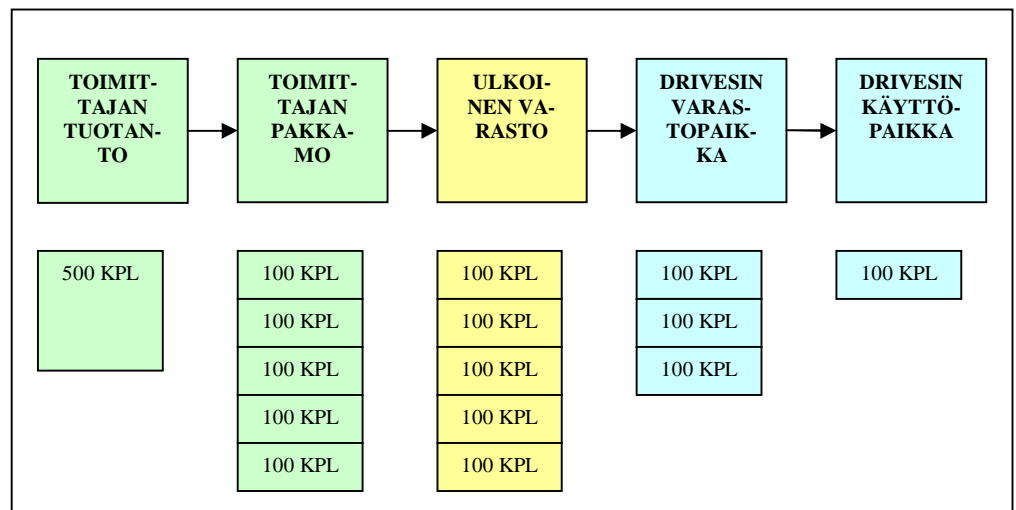 TOIMIT-
TAJAN
TUOTAN-
TO
TOIMIT-
TAJAN
PAKKA-
MO
ULKOI-
NEN VA-
RASTO
DRIVESIN
VARAS-
TOPAIK-
KA
DRIVESIN
KÄYTTÖ-
PAIKKA
500 KPL
100 KPL
100 KPL
100 KPL
100 KPL
100 KPL
100 KPL
100 KPL
100 KPL
100 KPL
100 KPL
100 KPL
100 KPL
100 KPL
100 KPL